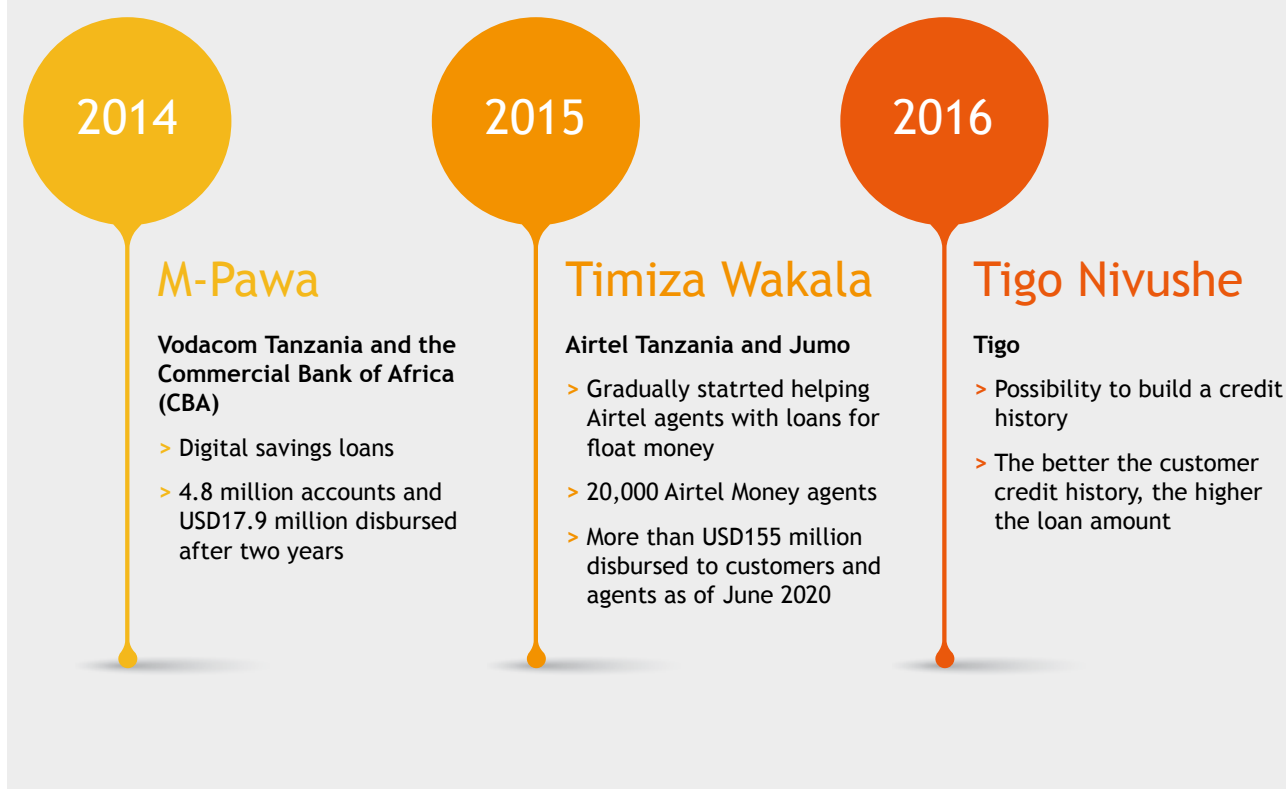 2014
M-Pawa
Vodacom Tanzania and the
Commercial Bank of Africa
(CBA)
> Digital savings loans
> 4.8 million accounts and
USD17.9 million disbursed
after two years
2015
Timiza Wakala
Airtel Tanzania and Jumo
> Gradually statrted helping
Airtel agents with loans for
float money
> 20,000 Airtel Money agents
> More than USD155 million
disbursed to customers and
agents as of June 2020
2016
Tigo Nivushe
Tigo
> Possibility to build a credit
history
> The better the customer
credit history, the higher
the loan amount